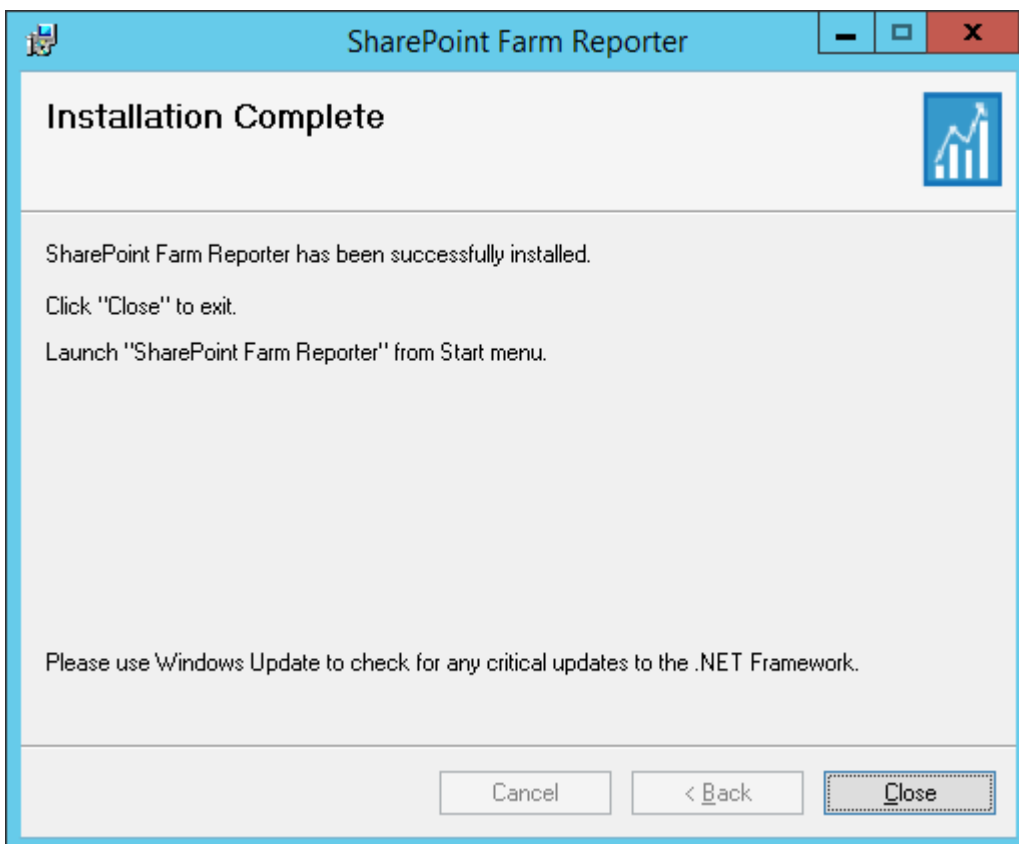 SharePoint Farm Reporter
Installation Complete
SharePoint Farm Reporter has been successfully installed.
Click "Close" to exit.
Launch "SharePoint Farm Reporter" from Start menu.
Please use Windows Update to check for any critical updates to the .NET Framework.
Cancel
< Back
Close